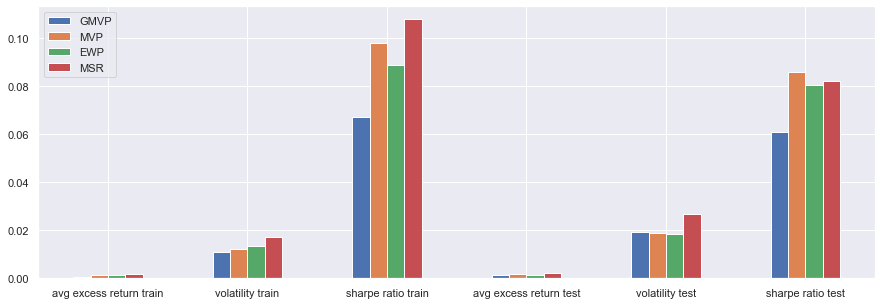 GMVP
MVP
EWP
MSR
0.10
0.08
0.06
0.04
0.02
0.00
avg excess return train volatility train sharpe ratio train avg excess return test volatility test sharpe ratio test